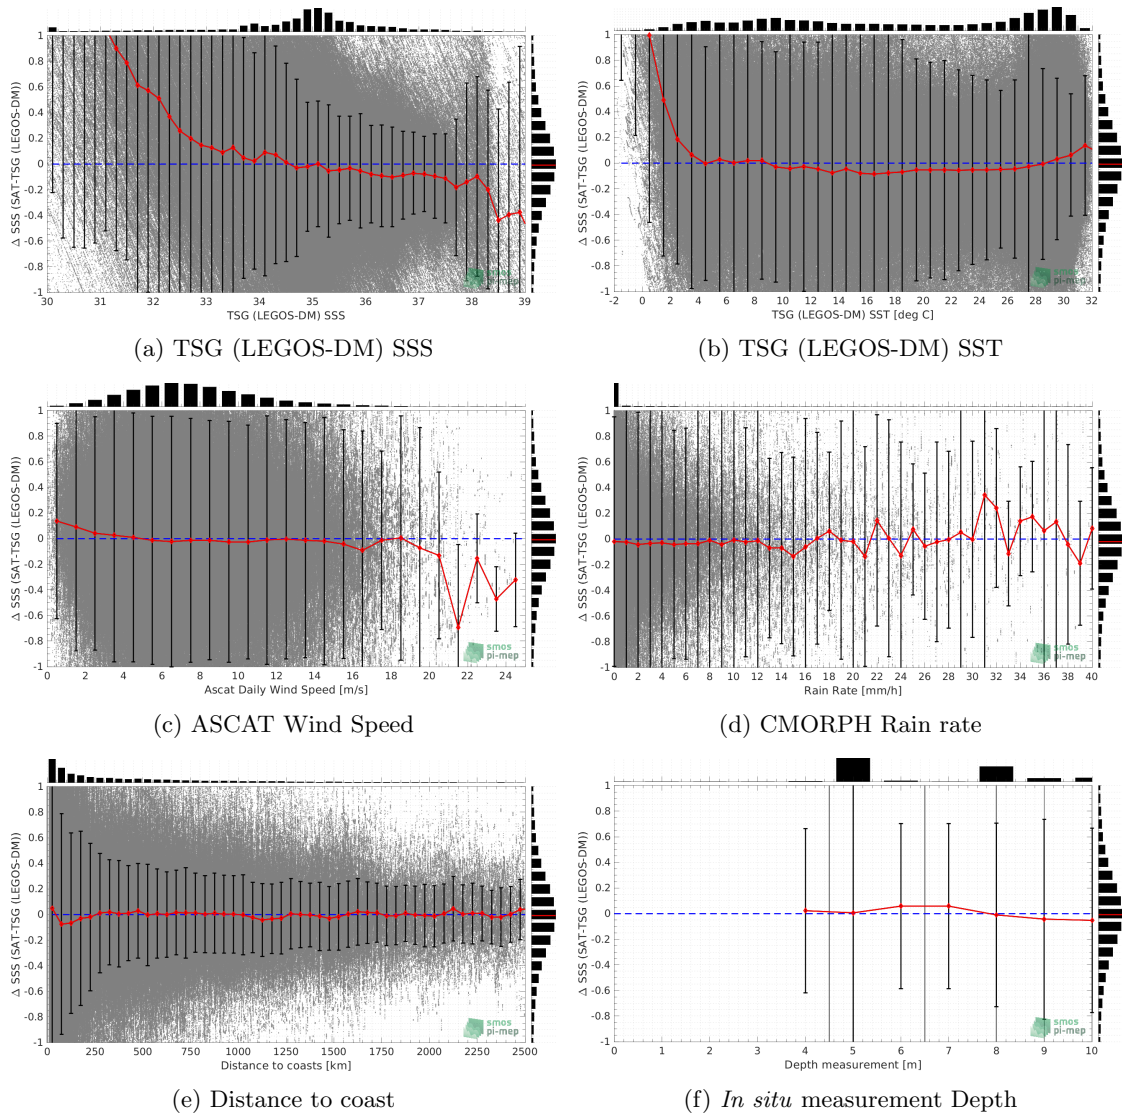 1
0.8
0.6
0.4
0.2
0
-0.2
-0.4
-0.6
-0.8
-1
Δ SSS (SAT-TSG (LEGOS-DM))
30 31 32 33 34 35 36 37 38 39
TSG (LEGOS-DM) SSS
smos
pi-mep
(a) TSG (LEGOS-DM) SSS
1
0.8
0.6
0.4
0.2
0
-0.2
-0.4
-0.6
-0.8
-1
Δ SSS (SAT-TSG (LEGOS-DM))
-2 0 2 4 6 8 10 12 14 16 18 20 22 24 26 28 30 32
TSG (LEGOS-DM) SST [deg C]
smos
pi-mep
(b) TSG (LEGOS-DM) SST
1
0.8
0.6
0.4
0.2
0
-0.2
-0.4
-0.6
-0.8
-1
Δ SSS (SAT-TSG (LEGOS-DM))
0 2 4 6 8 10 12 14 16 18 20 22 24
Ascat Daily Wind Speed [m/s]
smos
pi-mep
(c) ASCAT Wind Speed
1
0.8
0.6
0.4
0.2
0
-0.2
-0.4
-0.6
-0.8
-1
Δ SSS (SAT-TSG (LEGOS-DM))
0 2 4 6 8 10 12 14 16 18 20 22 24 26 28 30 32 34 36 38 40
Rain Rate [mm/h]
smos
pi-mep
(d) CMORPH Rain rate
1
0.8
0.6
0.4
0.2
0
-0.2
-0.4
-0.6
-0.8
-1
Δ SSS (SAT-TSG (LEGOS-DM))
0 250 500 750 1000 1250 1500 1750 2000 2250 2500
Distance to coasts [km]
smos
pi-mep
(e) Distance to coast
1
0.8
0.6
0.4
0.2
0
-0.2
-0.4
-0.6
-0.8
-1
Δ SSS (SAT-TSG (LEGOS-DM))
0 1 2 3 4 5 6 7 8 9 10
Depth measurement [m]
smos
pi-mep
(f) In situ measurement Depth